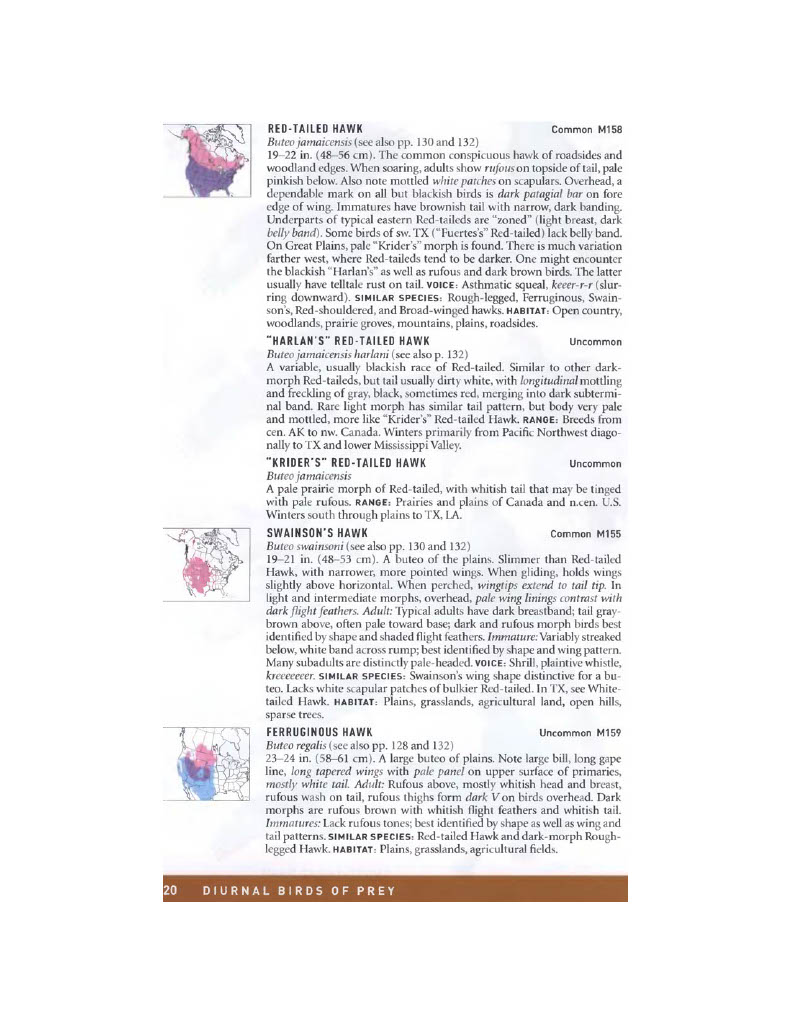 RED-TAILED HAWK Common M158
Buteo jamaicensis (see also pp. 130 and 132)
19–22 in. (48–56 cm). The common conspicuous hawk of roadsides and
woodland edges. When soaring, adults show rufous on topside of tail, pale
pinkish below. Also note mottled white patches on scapulars. Overhead, a
dependable mark on all but blackish birds is dark patagial bar on fore
edge of wing. Immatures have brownish tail with narrow, dark banding.
Underparts of typical eastern Red-taileds are “zoned” (light breast, dark
belly band). Some birds of sw. TX (“Fuertes’s” Red-tailed) lack belly band.
On Great Plains, pale “Krider’s” morph is found. There is much variation
farther west, where Red-taileds tend to be darker. One might encounter
the blackish “Harlan’s” as well as rufous and dark brown birds. The latter
usually have telltale rust on tail. VOICE: Asthmatic squeal, keeer-r-r (slur-
ring downward). SIMILAR SPECIES: Rough-legged, Ferruginous, Swain-
son’s, Red-shouldered, and Broad-winged hawks. HABITAT: Open country,
woodlands, prairie groves, mountains, plains, roadsides.
"HARLAN'S" RED-TAILED HAWK Uncommon
Buteo jamaicensis harlani (see also p. 132)
A variable, usually blackish race of Red-tailed. Similar to other dark-
morph Red-taileds, but tail usually dirty white, with longitudinal mottling
and freckling of gray, black, sometimes red, merging into dark subtermi-
nal band. Rare light morph has similar tail pattern, but body very pale
and mottled, more like “Krider’s” Red-tailed Hawk. RANGE: Breeds from
cen. AK to nw. Canada. Winters primarily from Pacific Northwest diago-
nally to TX and lower Mississippi Valley.
"KRIDER'S" RED-TAILED HAWK Uncommon
Buteo jamaicensis
A pale prairie morph of Red-tailed, with whitish tail that may be tinged
with pale rufous. RANGE: Prairies and plains of Canada and n.cen. U.S.
Winters south through plains to TX, LA.
SWAINSON'S HAWK Common M155
Buteo swainsoni (see also pp. 130 and 132)
19–21 in. (48–53 cm). A buteo of the plains. Slimmer than Red-tailed
Hawk, with narrower, more pointed wings. When gliding, holds wings
slightly above horizontal. When perched, wingtips extend to tail tip. In
light and intermediate morphs, overhead, pale wing linings contrast with
dark flight feathers. Adult: Typical adults have dark breastband; tail gray-
brown above, often pale toward base; dark and rufous morph birds best
identified by shape and shaded flight feathers. Immature: Variably streaked
below, white band across rump; best identified by shape and wing pattern.
Many subadults are distinctly pale-headed. VOICE: Shrill, plaintive whistle,
kreeeeeeer. SIMILAR SPECIES: Swainson’s wing shape distinctive for a bu-
teo. Lacks white scapular patches of bulkier Red-tailed. In TX, see White-
tailed Hawk. HABITAT: Plains, grasslands, agricultural land, open hills,
sparse trees.
FERRUGINOUS HAWK Uncommon M159
Buteo regalis (see also pp. 128 and 132)
23–24 in. (58–61 cm). A large buteo of plains. Note large bill, long gape
line, long tapered wings with pale panel on upper surface of primaries,
mostly white tail. Adult: Rufous above, mostly whitish head and breast,
rufous wash on tail, rufous thighs form dark V on birds overhead. Dark
morphs are rufous brown with whitish flight feathers and whitish tail.
Immatures: Lack rufous tones; best identified by shape as well as wing and
tail patterns. SIMILAR SPECIES: Red-tailed Hawk and dark-morph Rough-
legged Hawk. HABITAT: Plains, grasslands, agricultural fields.
20 DIURNAL BIRDS OF PREY